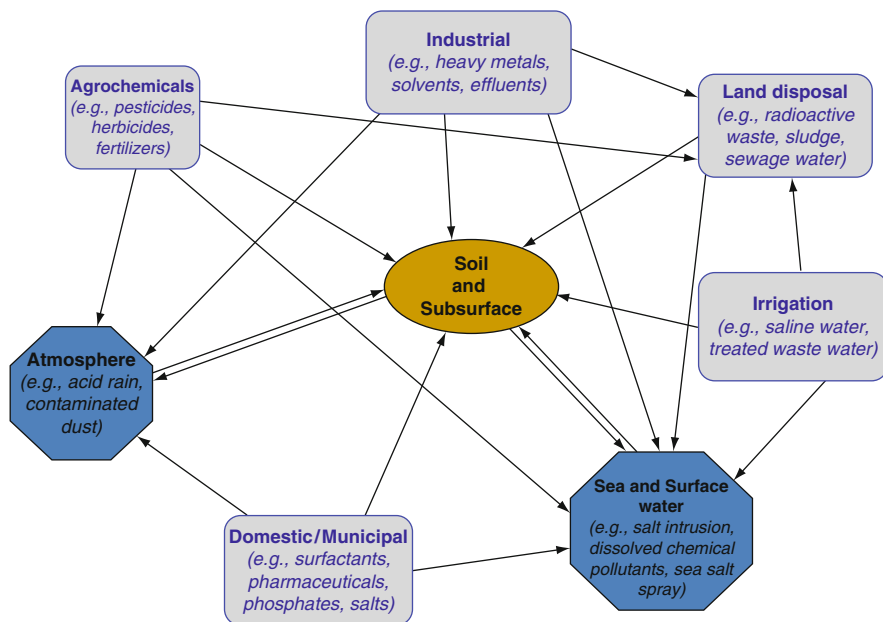 Industrial
(e.g., heavy metals,
solvents, effluents)
Agrochemicals
(e.g., pesticides,
herbicides,
fertilizers)
Land disposal
(e.g., radioactive
waste, sludge,
sewage water)
Soil
and
Subsurface
Irrigation
(e.g., saline water,
treated waste water)
Atmosphere
(e.g., acid rain,
contaminated
dust)
Sea and Surface
water
(e.g., salt intrusion,
dissolved chemical
pollutants, sea salt
spray)
Domestic/Municipal
(e.g., surfactants,
pharmaceuticals,
phosphates, salts)